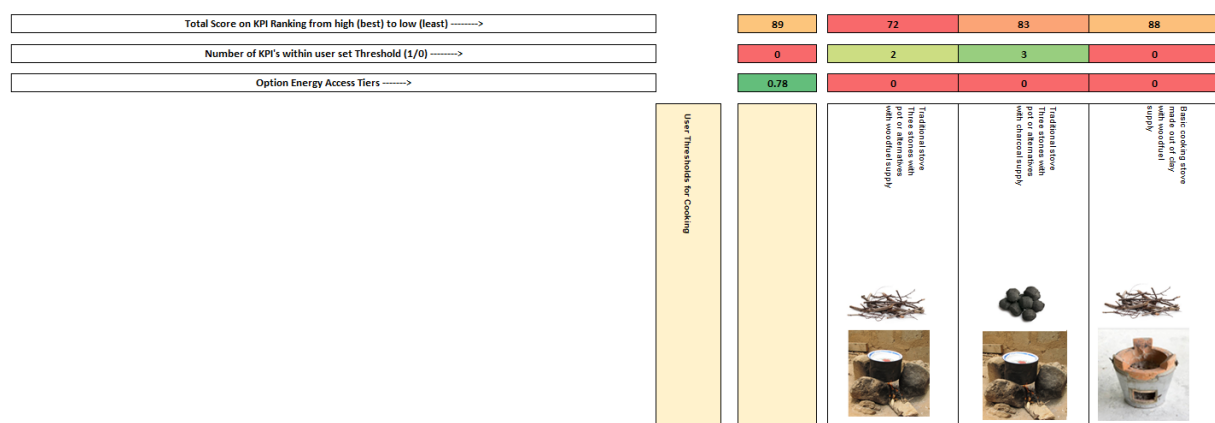 Total Score on KPI Ranking from high (best) to low (least) -------->
89
72
83
88
Number of KPI's within user set Threshold (1/0) -------->
0
2
3
0
Option Energy Access Tiers ------->
0.78
0
0
0
User Thresholds for Cooking
Traditional stove
Three stones with
pot or alternatives
with woodfuel supply
Traditional stove
Three stones with
pot or alternatives
with charcoal supply
Basic cooking stove
made out of clay
with woodfuel
supply